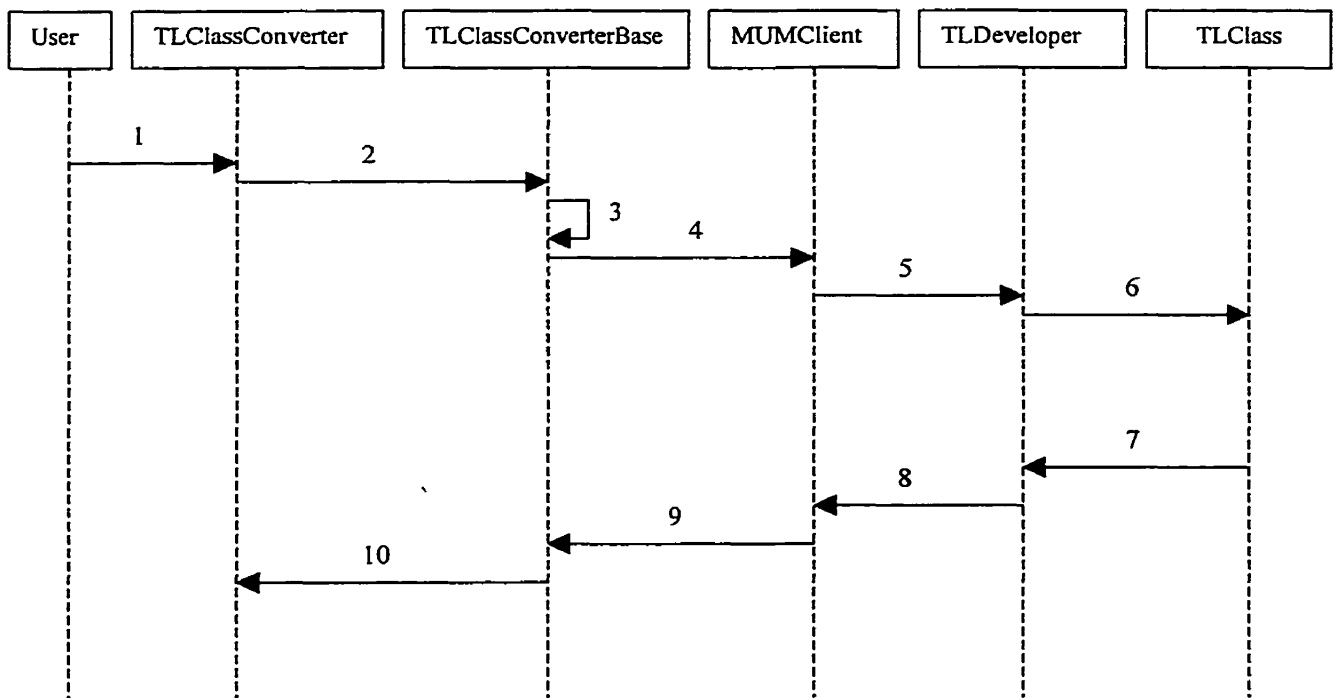 User
TLClassConverter
TLClassConverterBase
MUMClient
TLDeveloper
TLClass
1
2
3
4
5
6
7
8
9
10